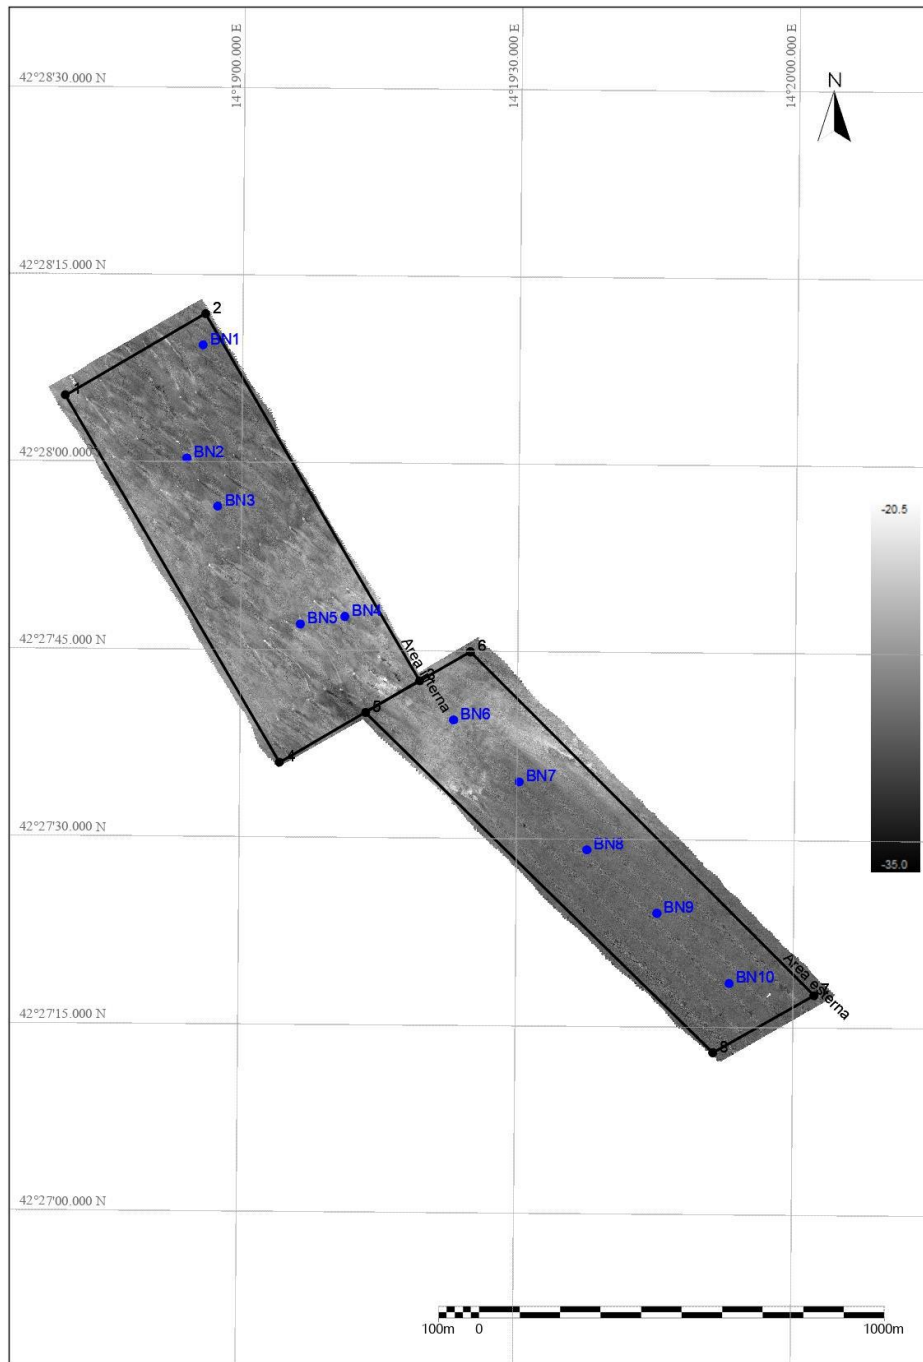 14°19'00.000 E
14°19'30.000 E
14°20'00.000 E
42°28'30.000 N
N
42°28'15.000 N
2
BN1
1
42°28'00.000 N
BN2
BN3
-20.5
BN5
BN4
42°27'45.000 N
Area interna
6
5
BN6
4
BN7
42°27'30.000 N
BN8
-35.0
BN9
BN10
Area esterna
7
42°27'15.000 N
8
42°27'00.000 N
100m 0 1000m